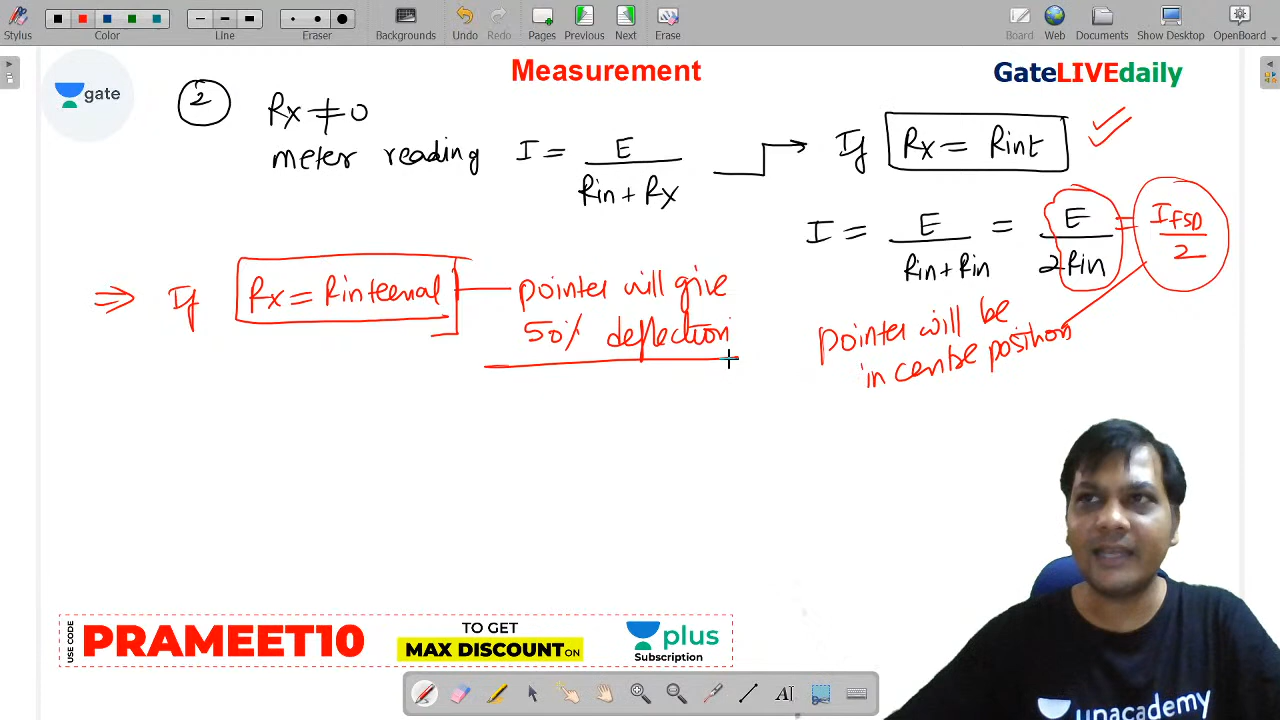 Stylus
Color
Line
Eraser
Backgrounds
Undo
Redo
Pages
Previous
Next
Erase
Board
Web
Documents
Show Desktop
OpenBoard
gate
Measurement
GateLIVEdaily
2
Rx ≠ 0
meter reading I = E / (Rin + Rx)
If Rx = Rint
I = E / (Rin + Rin) = E / 2Rin = IFSD / 2
⇒ If Rx = Rinteenal
pointer will give
50% deflection
pointer will be
in centre position
USE CODE
PRAMEET10
TO GET
MAX DISCOUNT ON
plus
Subscription
unacademy